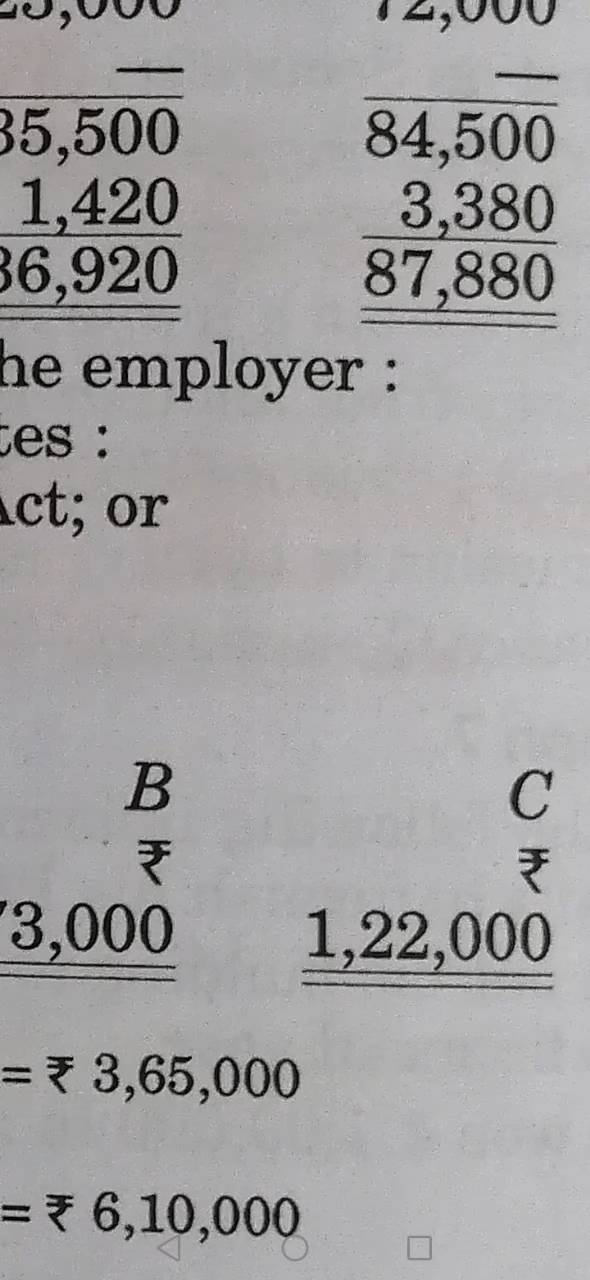 — —
35,500 84,500
1,420 3,380
36,920 87,880
he employer :
tes :
Act; or
B C
₹ ₹
73,000 1,22,000
= ₹ 3,65,000
= ₹ 6,10,000